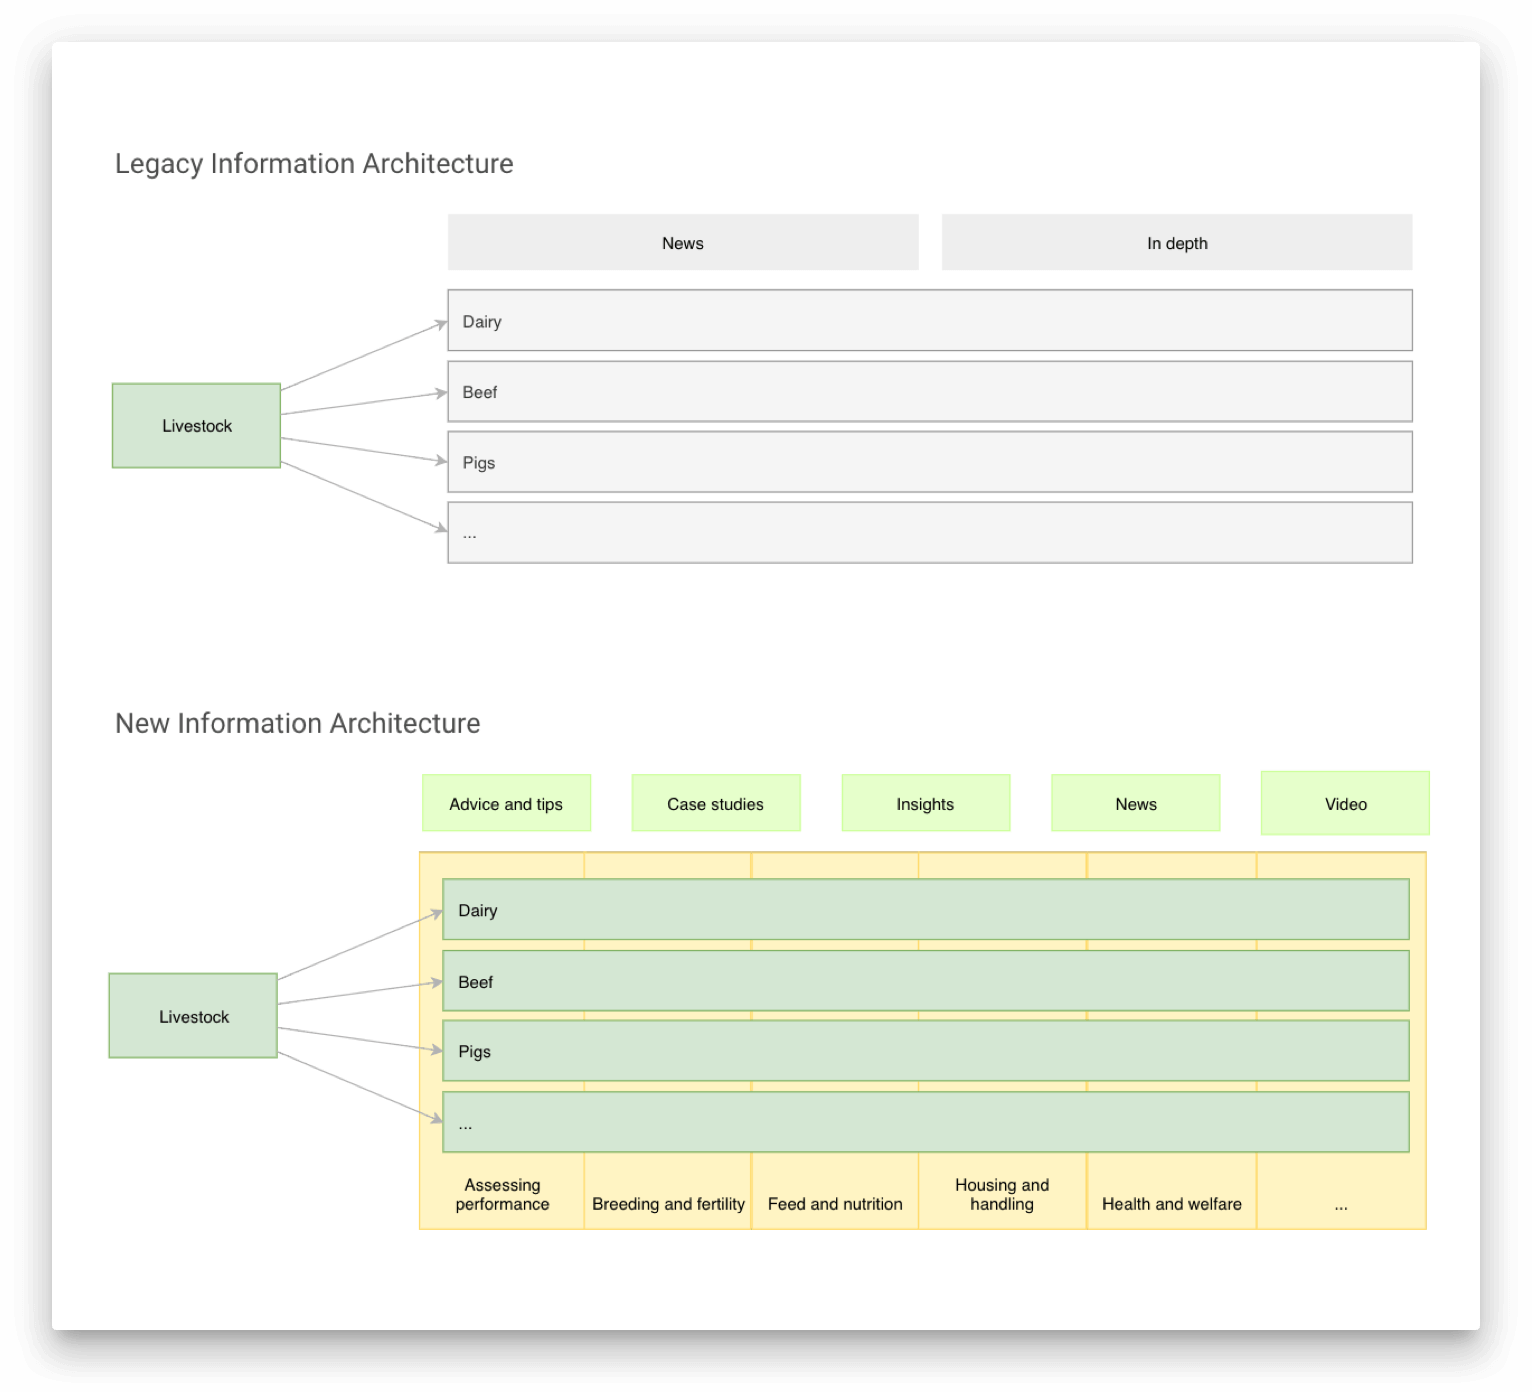 Legacy Information Architecture
News
In depth
Dairy
Beef
Livestock
Pigs
...
New Information Architecture
Advice and tips
Case studies
Insights
News
Video
Dairy
Beef
Livestock
Pigs
...
Assessing
performance
Breeding and fertility
Feed and nutrition
Housing and
handling
Health and welfare
...